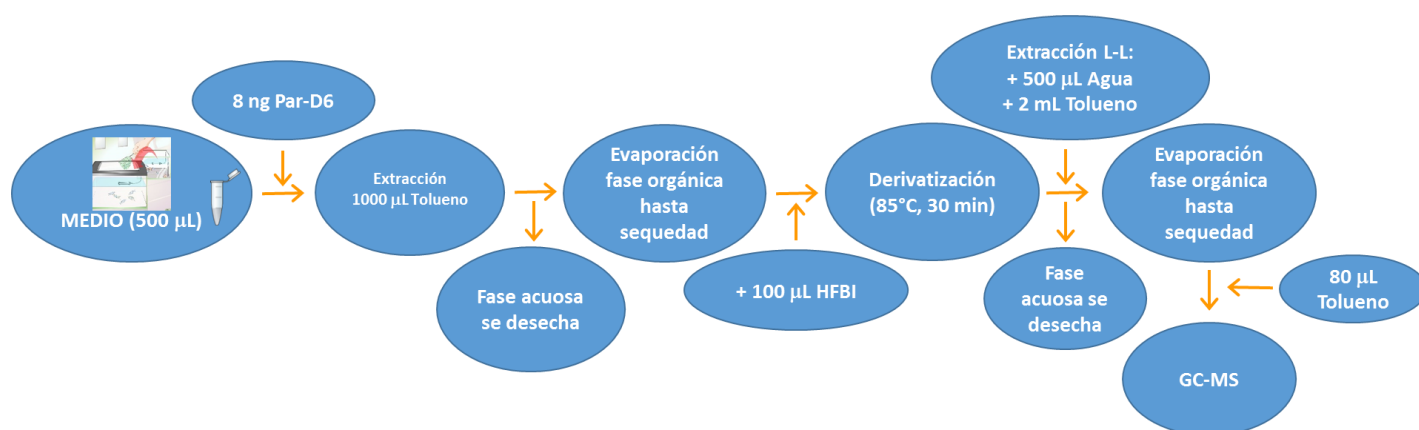 8 ng Par-D6
MEDIO (500 μL)
Extracción
1000 μL Tolueno
Fase acuosa
se desecha
Evaporación
fase orgánica
hasta
sequedad
+ 100 μL HFBI
Derivatización
(85°C, 30 min)
Extracción L-L:
+ 500 μL Agua
+ 2 mL Tolueno
Fase
acuosa se
desecha
Evaporación
fase orgánica
hasta
sequedad
80 μL
Tolueno
GC-MS